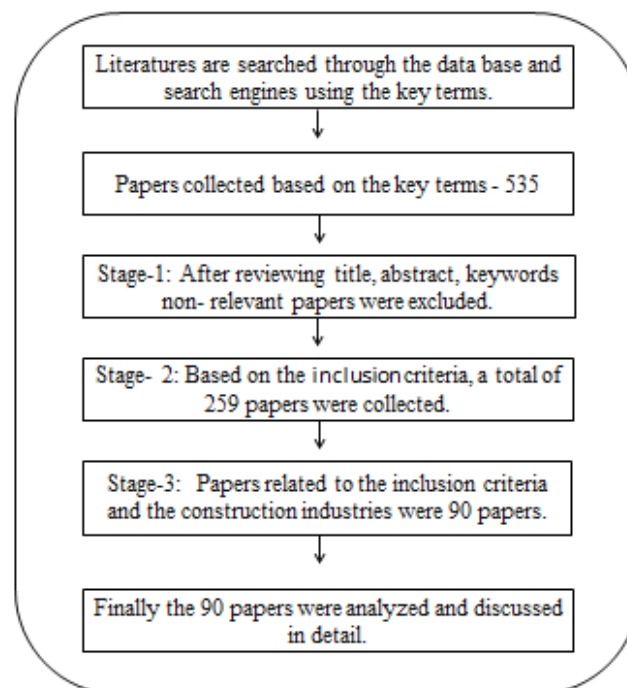 Literatures are searched through the data base and
search engines using the key terms.
Papers collected based on the key terms - 535
Stage-1: After reviewing title, abstract, keywords
non- relevant papers were excluded.
Stage- 2: Based on the inclusion criteria, a total of
259 papers were collected.
Stage-3: Papers related to the inclusion criteria
and the construction industries were 90 papers.
Finally the 90 papers were analyzed and discussed
in detail.